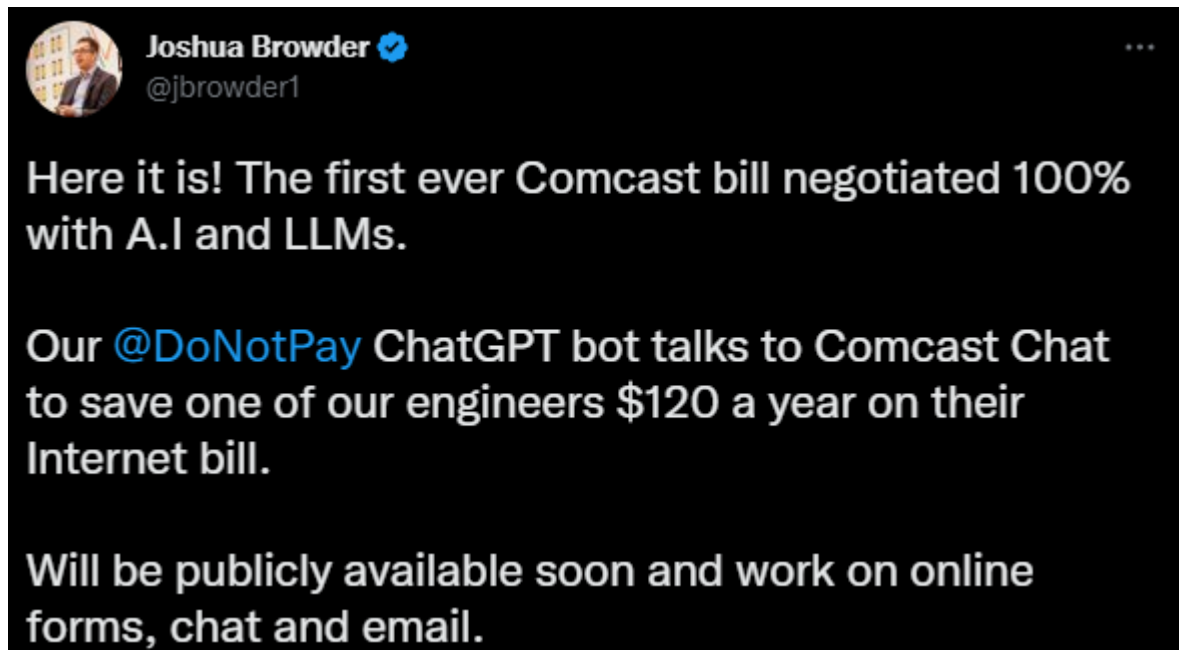 Joshua Browder
@jbrowder1
Here it is! The first ever Comcast bill negotiated 100%
with A.I and LLMs.
Our @DoNotPay ChatGPT bot talks to Comcast Chat
to save one of our engineers $120 a year on their
Internet bill.
Will be publicly available soon and work on online
forms, chat and email.